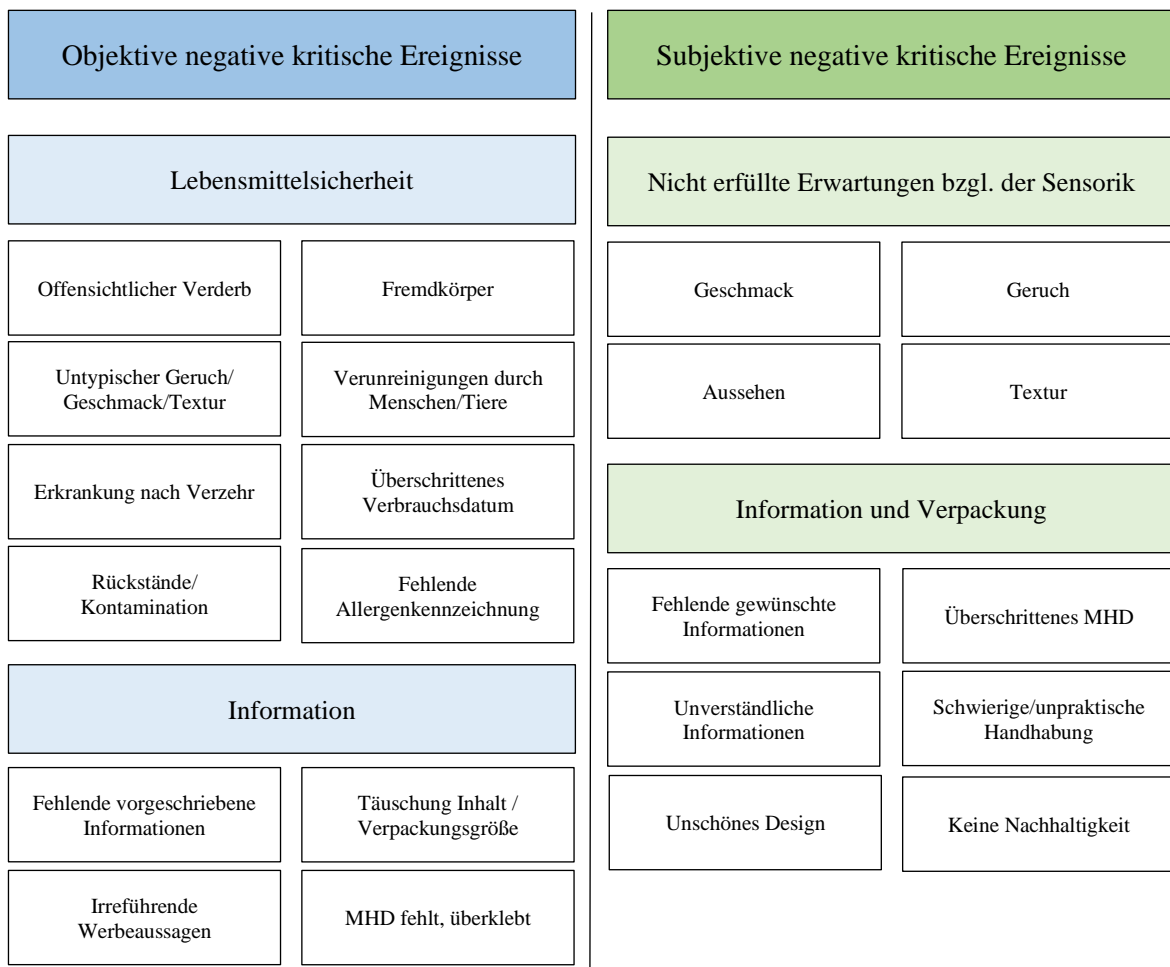 Objektive negative kritische Ereignisse
Lebensmittelsicherheit
Offensichtlicher Verderb
Fremdkörper
Untypischer Geruch/
Geschmack/Textur
Verunreinigungen durch
Menschen/Tiere
Erkrankung nach Verzehr
Überschrittenes
Verbrauchsdatum
Rückstände/
Kontamination
Fehlende
Allergenkennzeichnung
Information
Fehlende vorgeschriebene
Informationen
Täuschung Inhalt /
Verpackungsgröße
Irreführende
Werbeaussagen
MHD fehlt, überklebt
Subjektive negative kritische Ereignisse
Nicht erfüllte Erwartungen bzgl. der Sensorik
Geschmack
Geruch
Aussehen
Textur
Information und Verpackung
Fehlende gewünschte
Informationen
Überschrittenes MHD
Unverständliche
Informationen
Schwierige/unpraktische
Handhabung
Unschönes Design
Keine Nachhaltigkeit